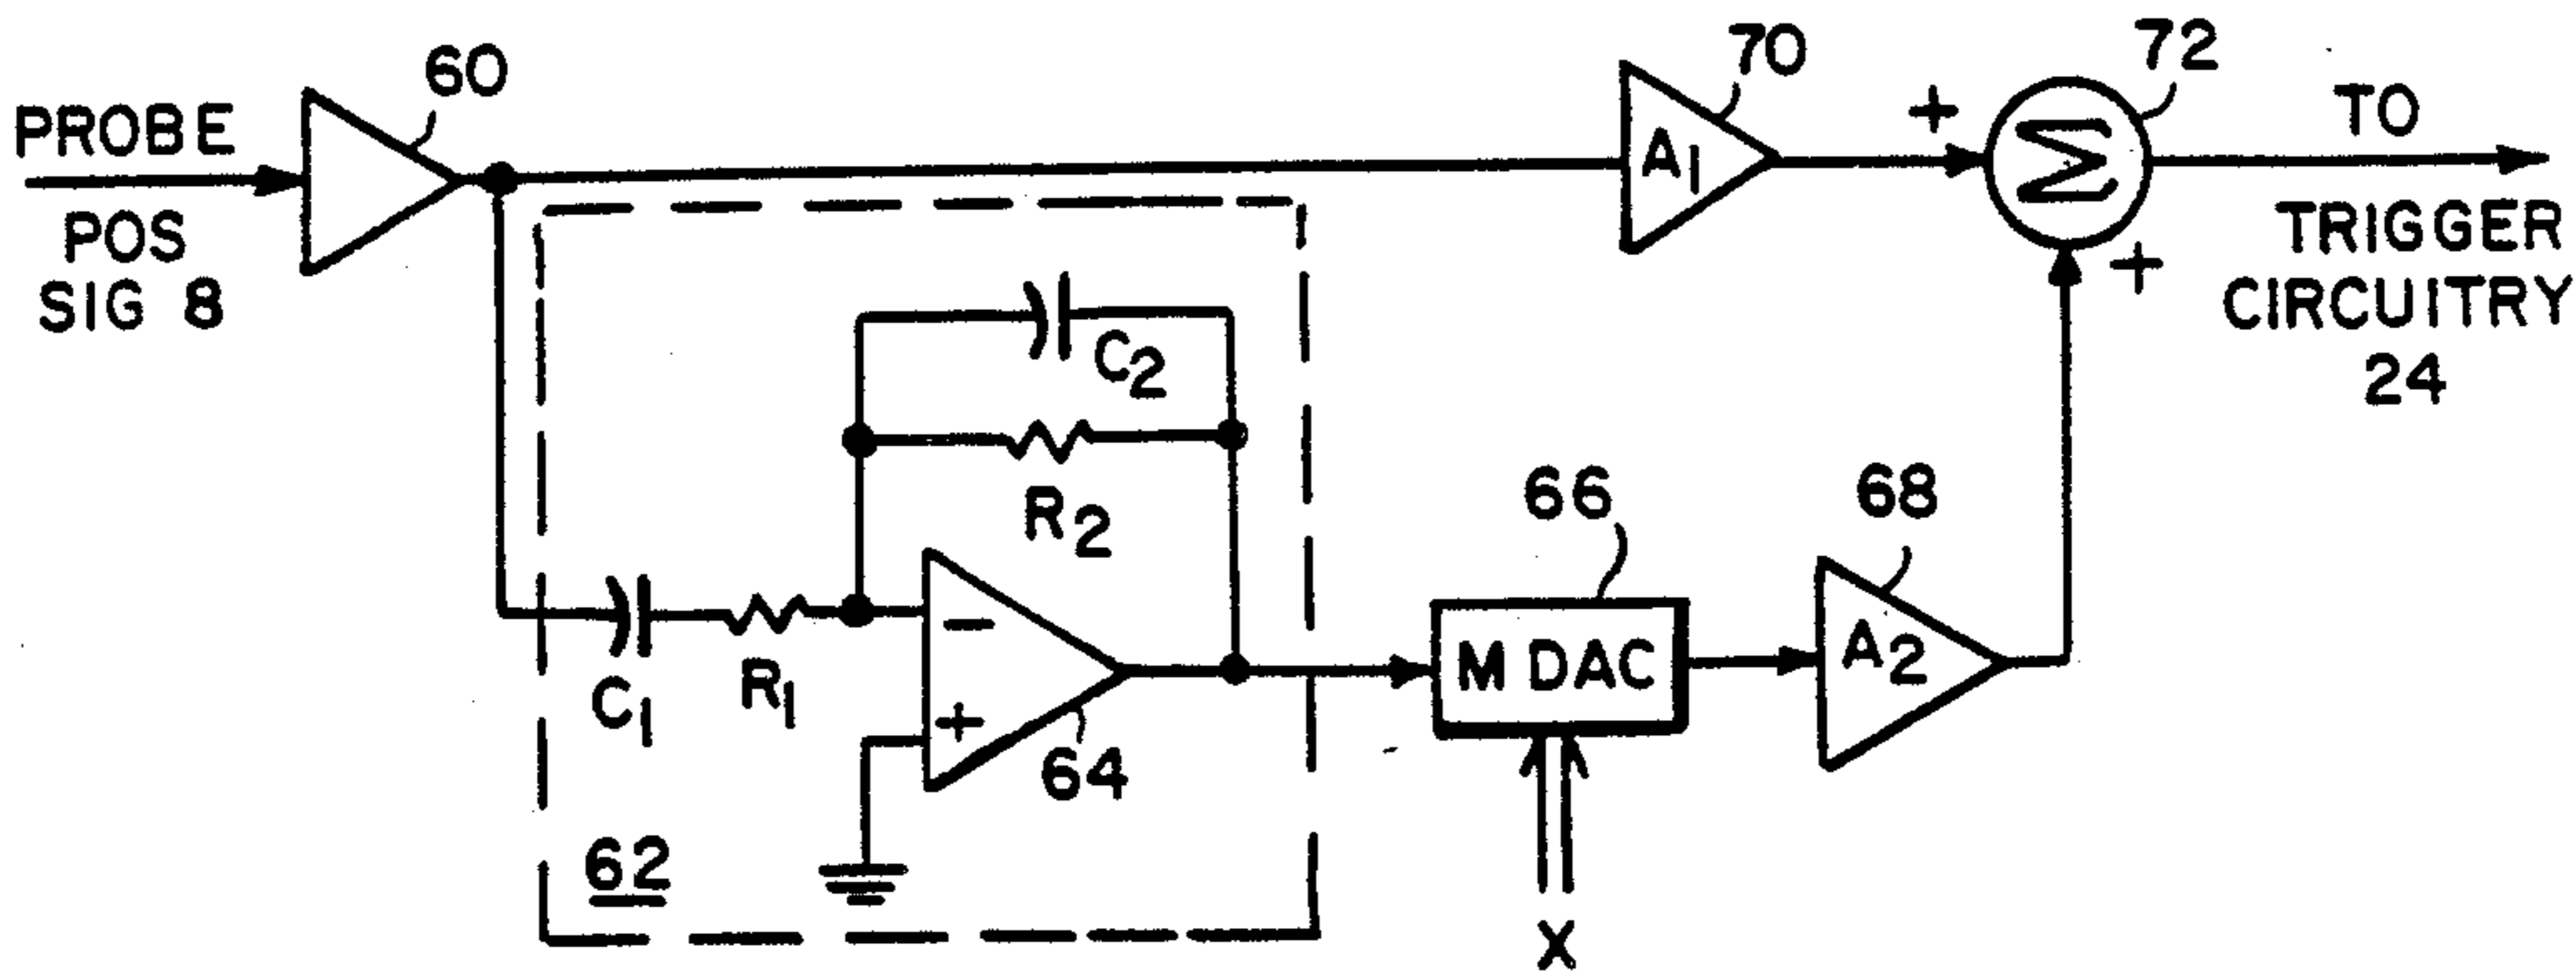 60
70
72
PROBE
POS
SIG 8
A1
+
Σ
TO
TRIGGER
CIRCUITRY
24
+
C2
R2
C1
R1
−
+
64
66
M DAC
68
A2
62
X